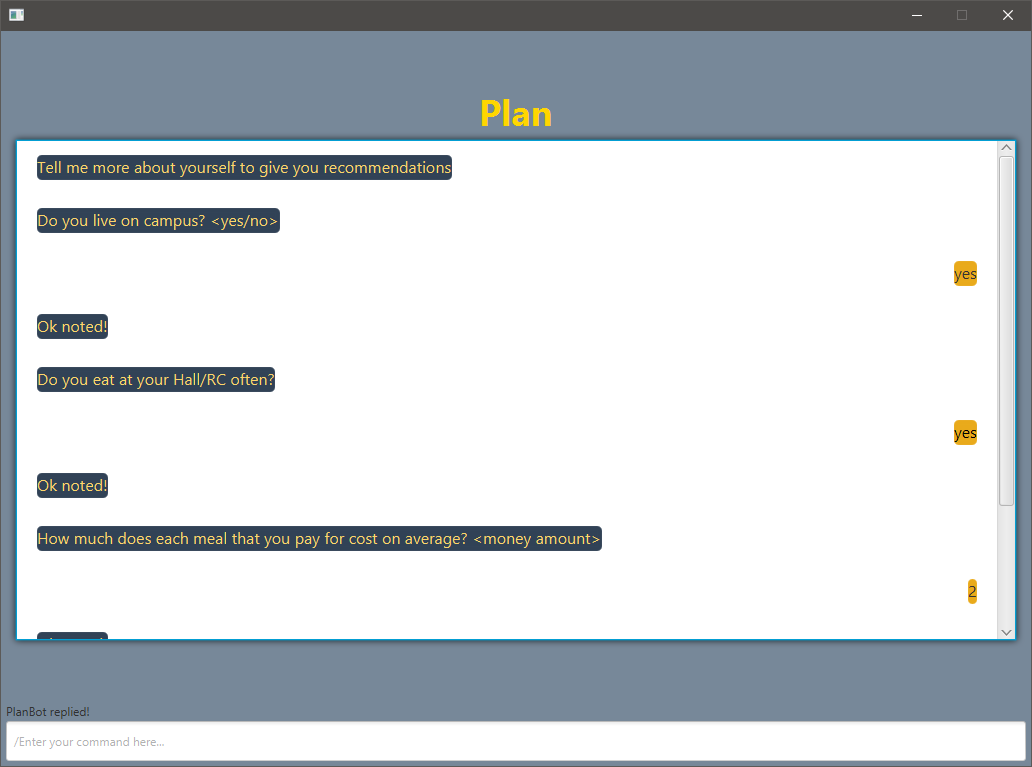 Plan
Tell me more about yourself to give you recommendations
Do you live on campus? <yes/no>
yes
Ok noted!
Do you eat at your Hall/RC often?
yes
Ok noted!
How much does each meal that you pay for cost on average? <money amount>
2
PlanBot replied!
/Enter your command here...